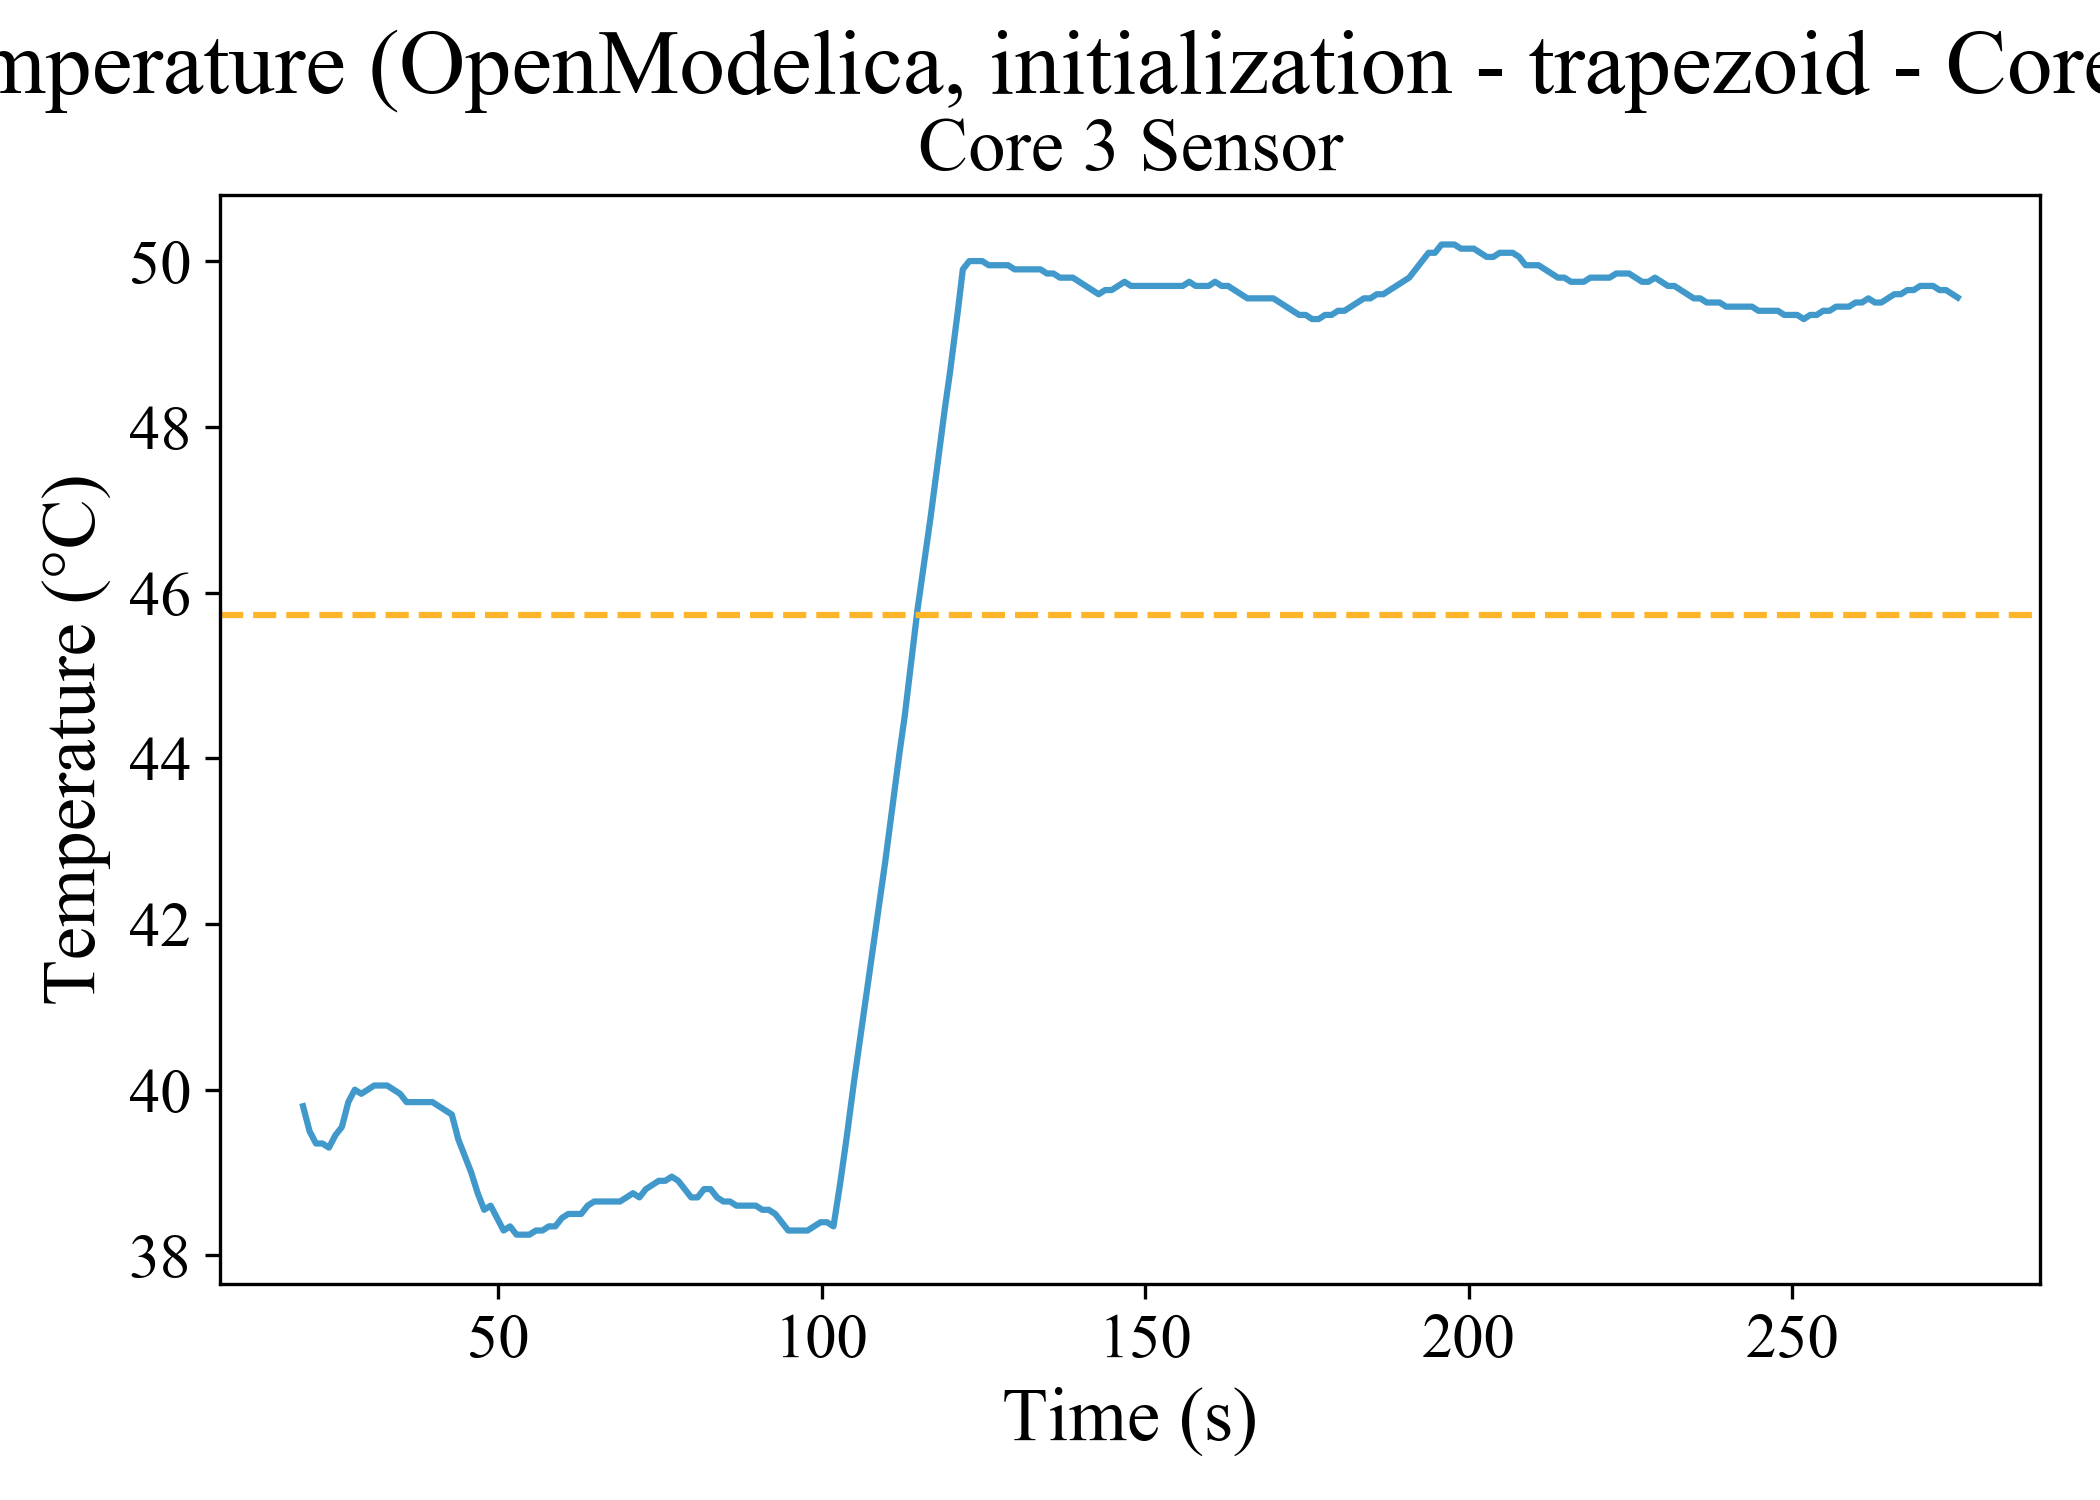 mperature (OpenModelica, initialization - trapezoid - Core
Core 3 Sensor
50
48
46
44
42
40
38
Temperature (°C)
50 100 150 200 250
Time (s)